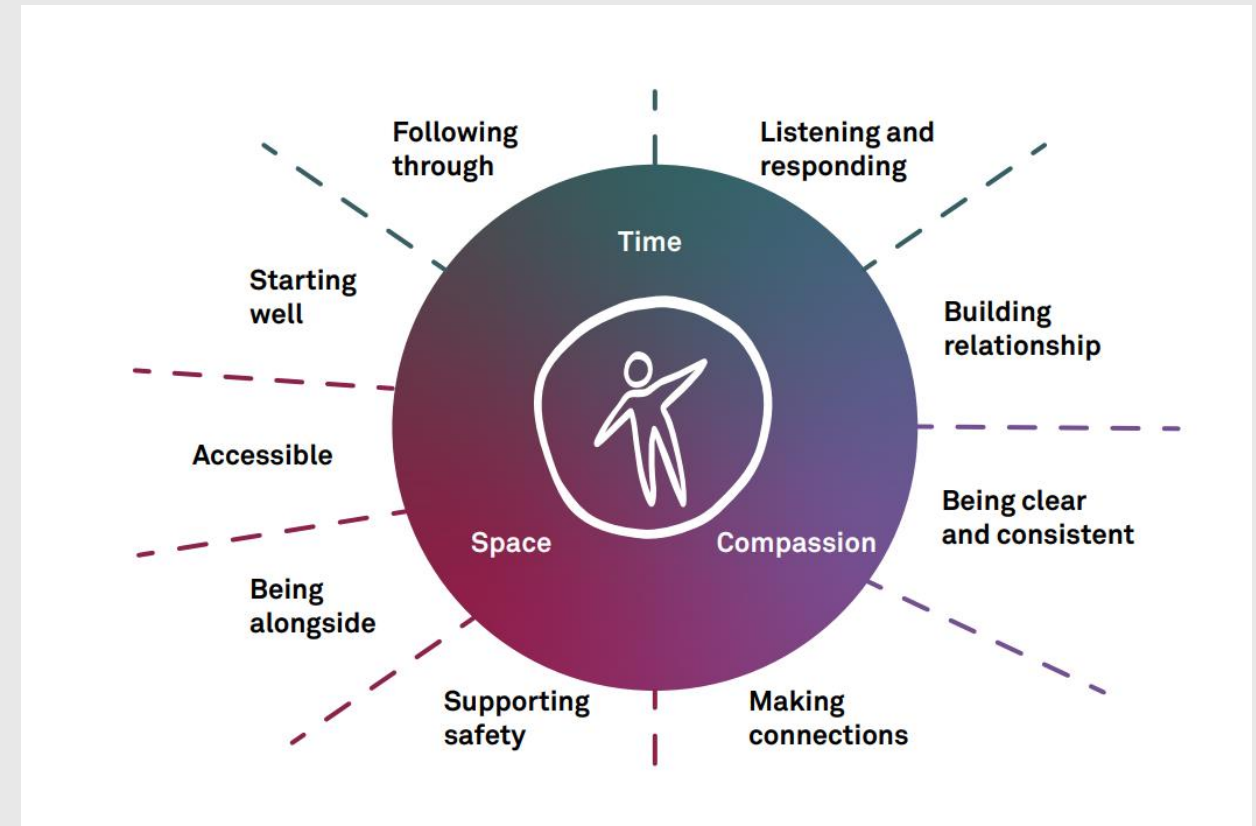 Following
through
Listening and
responding
Time
Starting
well
Building
relationship
Accessible
Being clear
and consistent
Space
Compassion
Being
alongside
Supporting
safety
Making
connections